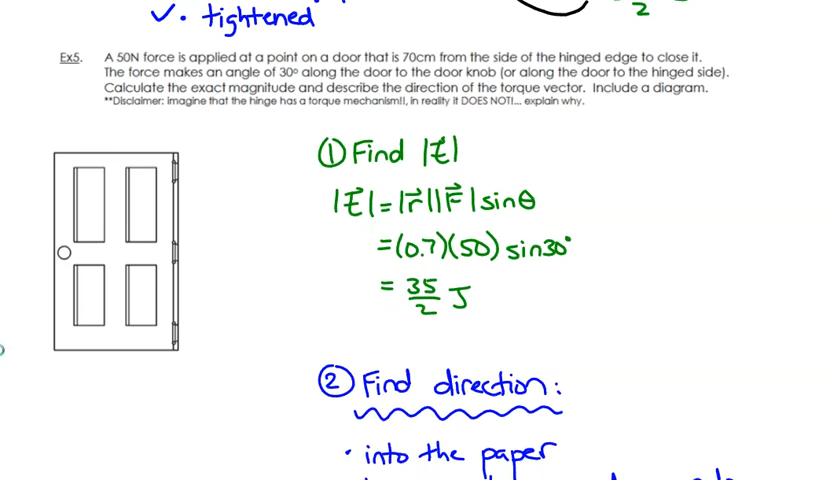 ✓ • tightened
2
Ex5. A 50N force is applied at a point on a door that is 70cm from the side of the hinged edge to close it.
The force makes an angle of 30° along the door to the door knob (or along the door to the hinged side).
Calculate the exact magnitude and describe the direction of the torque vector. Include a diagram.
**Disclaimer: imagine that the hinge has a torque mechanism!!, in reality it DOES NOT!... explain why.
① Find |t⃗|
|t⃗| = |r⃗||F⃗| sinθ
= (0.7)(50) sin30°
= 35/2 J
② Find direction:
• into the paper